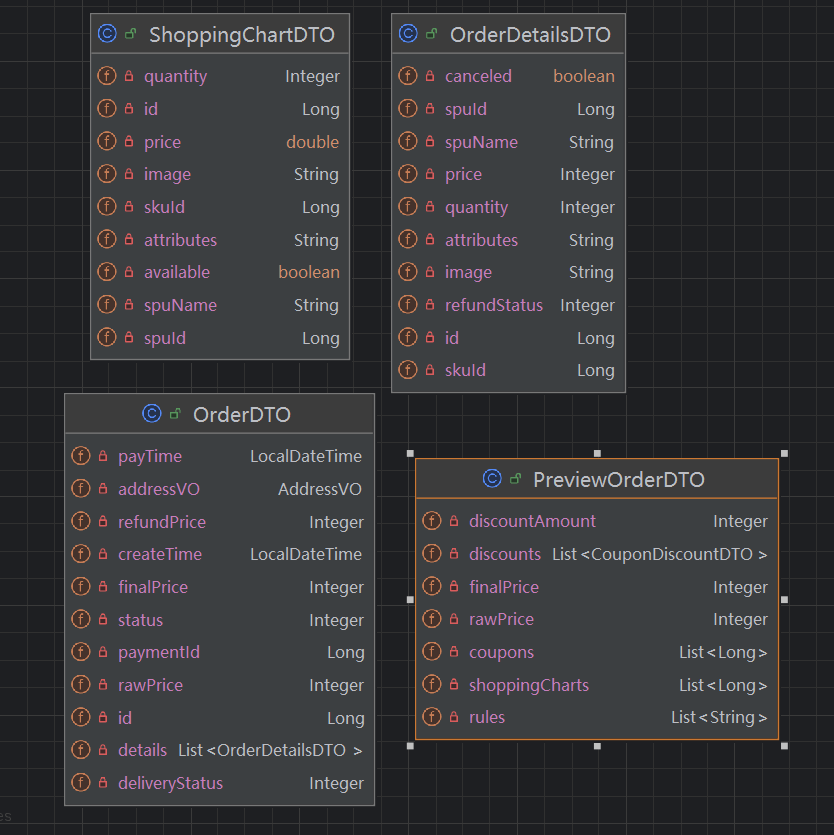 ShoppingChartDTO
quantity Integer
id Long
price double
image String
skuId Long
attributes String
available boolean
spuName String
spuId Long
OrderDetailsDTO
canceled boolean
spuId Long
spuName String
price Integer
quantity Integer
attributes String
image String
refundStatus Integer
id Long
skuId Long
OrderDTO
payTime LocalDateTime
addressVO AddressVO
refundPrice Integer
createTime LocalDateTime
finalPrice Integer
status Integer
paymentId Long
rawPrice Integer
id Long
details List<OrderDetailsDTO >
deliveryStatus Integer
PreviewOrderDTO
discountAmount Integer
discounts List<CouponDiscountDTO >
finalPrice Integer
rawPrice Integer
coupons List<Long>
shoppingCharts List<Long>
rules List<String>